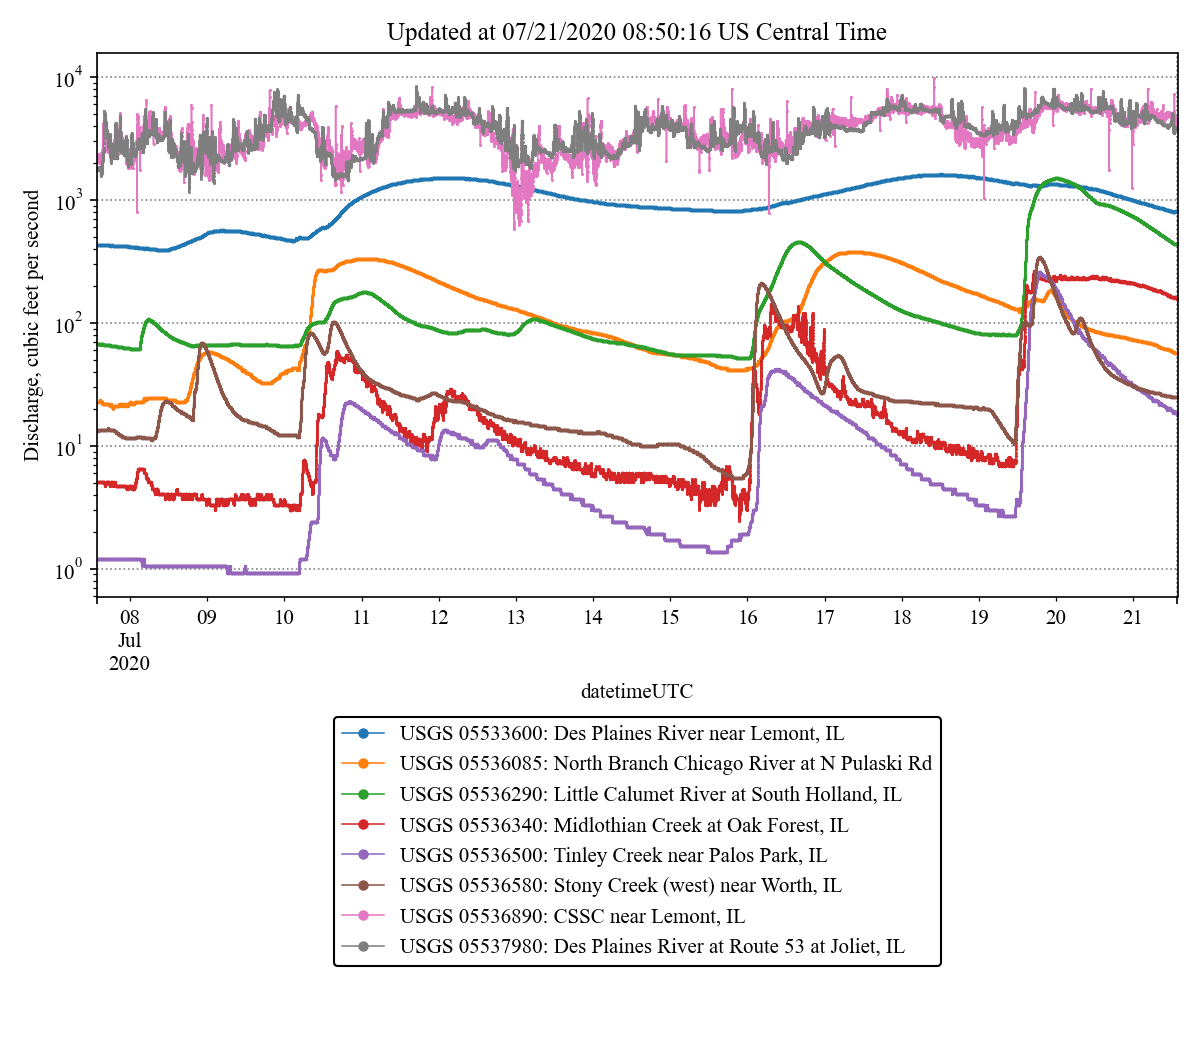 Updated at 07/21/2020 08:50:16 US Central Time
Discharge, cubic feet per second
10^4
10^3
10^2
10^1
10^0
08 09 10 11 12 13 14 15 16 17 18 19 20 21
Jul
2020
datetimeUTC
USGS 05533600: Des Plaines River near Lemont, IL
USGS 05536085: North Branch Chicago River at N Pulaski Rd
USGS 05536290: Little Calumet River at South Holland, IL
USGS 05536340: Midlothian Creek at Oak Forest, IL
USGS 05536500: Tinley Creek near Palos Park, IL
USGS 05536580: Stony Creek (west) near Worth, IL
USGS 05536890: CSSC near Lemont, IL
USGS 05537980: Des Plaines River at Route 53 at Joliet, IL